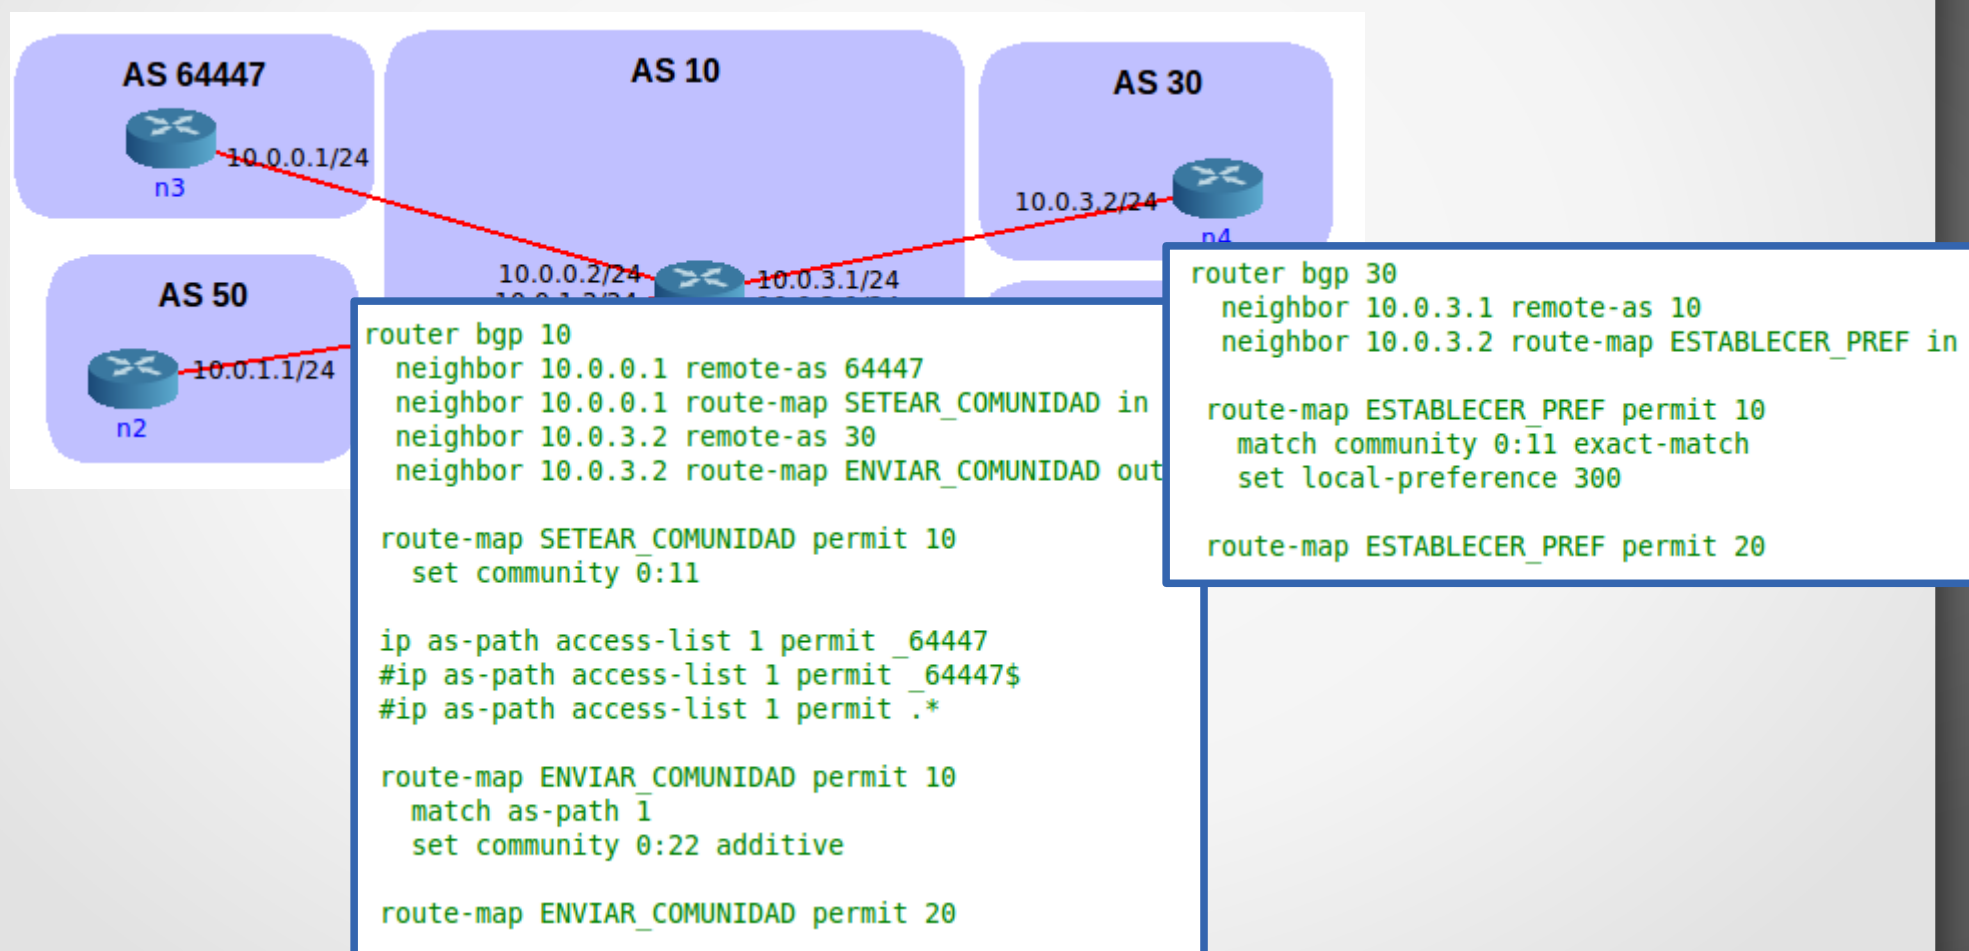 AS 64447
10.0.0.1/24
n3
AS 10
AS 30
10.0.3.2/24
n4
10.0.0.2/24
10.0.3.1/24
AS 50
10.0.1.1/24
n2
router bgp 10
neighbor 10.0.0.1 remote-as 64447
neighbor 10.0.0.1 route-map SETEAR_COMUNIDAD in
neighbor 10.0.3.2 remote-as 30
neighbor 10.0.3.2 route-map ENVIAR_COMUNIDAD out
route-map SETEAR_COMUNIDAD permit 10
set community 0:11
ip as-path access-list 1 permit _64447
#ip as-path access-list 1 permit _64447$
#ip as-path access-list 1 permit .*
route-map ENVIAR_COMUNIDAD permit 10
match as-path 1
set community 0:22 additive
route-map ENVIAR_COMUNIDAD permit 20
router bgp 30
neighbor 10.0.3.1 remote-as 10
neighbor 10.0.3.2 route-map ESTABLECER_PREF in
route-map ESTABLECER_PREF permit 10
match community 0:11 exact-match
set local-preference 300
route-map ESTABLECER_PREF permit 20